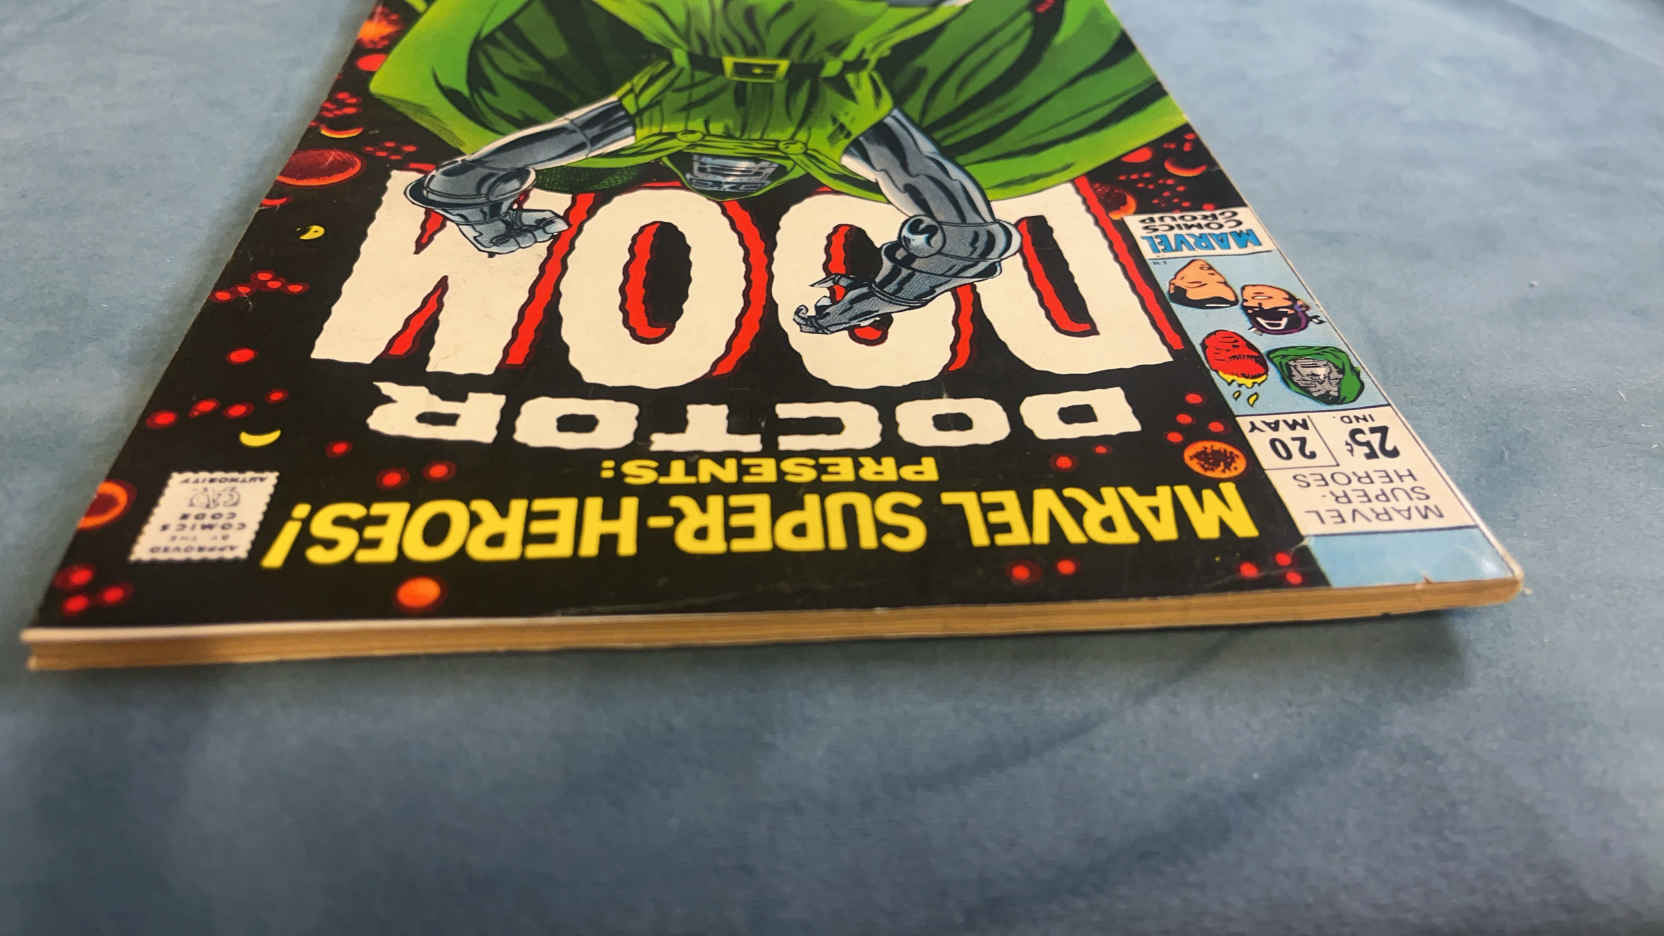 MARVEL
SUPER-
HEROES
25¢
IND.
20
MAY
MARVEL
COMICS
GROUP
MARVEL SUPER-HEROES!
PRESENTS:
DOCTOR
DOOM
APPROVED
BY THE
COMICS
CODE
AUTHORITY